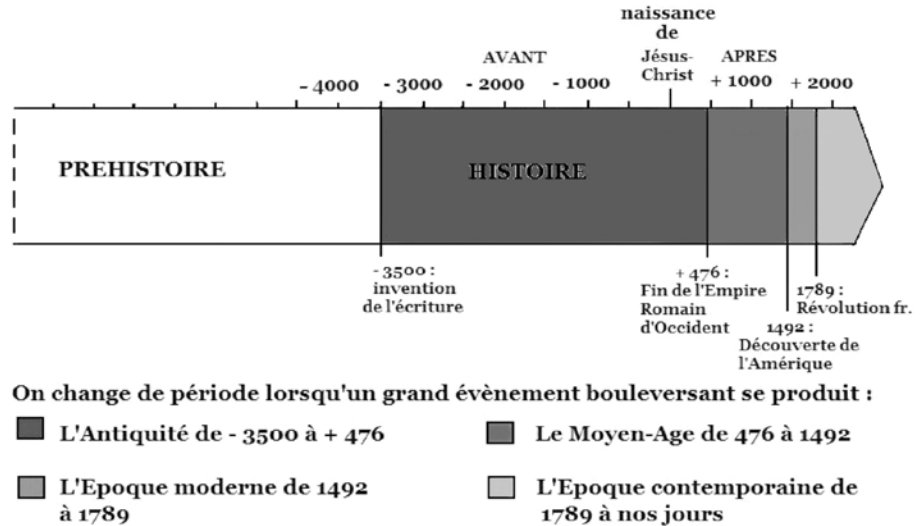 naissance
de
Jésus-
Christ
AVANT
APRES
- 4000 - 3000 - 2000 - 1000 + 1000 + 2000
PREHISTOIRE
HISTOIRE
- 3500 :
invention
de l'écriture
+ 476 :
Fin de l'Empire
Romain
d'Occident
1789 :
Révolution fr.
1492 :
Découverte de
l'Amérique
On change de période lorsqu'un grand évènement bouleversant se produit :
L'Antiquité de - 3500 à + 476
Le Moyen-Age de 476 à 1492
L'Epoque moderne de 1492
à 1789
L'Epoque contemporaine de
1789 à nos jours